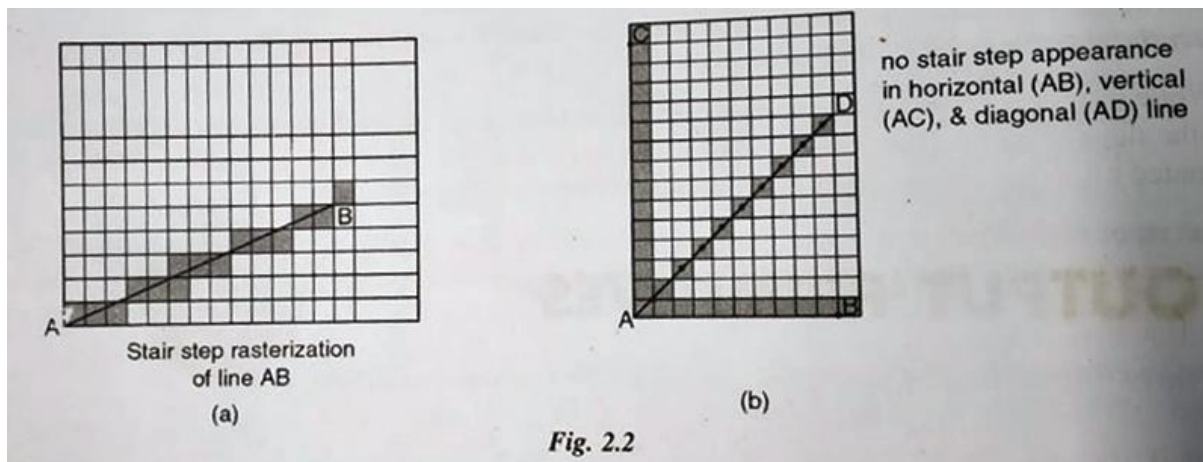 A
B
Stair step rasterization
of line AB
(a)
C
D
A
B
(b)
no stair step appearance
in horizontal (AB), vertical
(AC), & diagonal (AD) line
Fig. 2.2